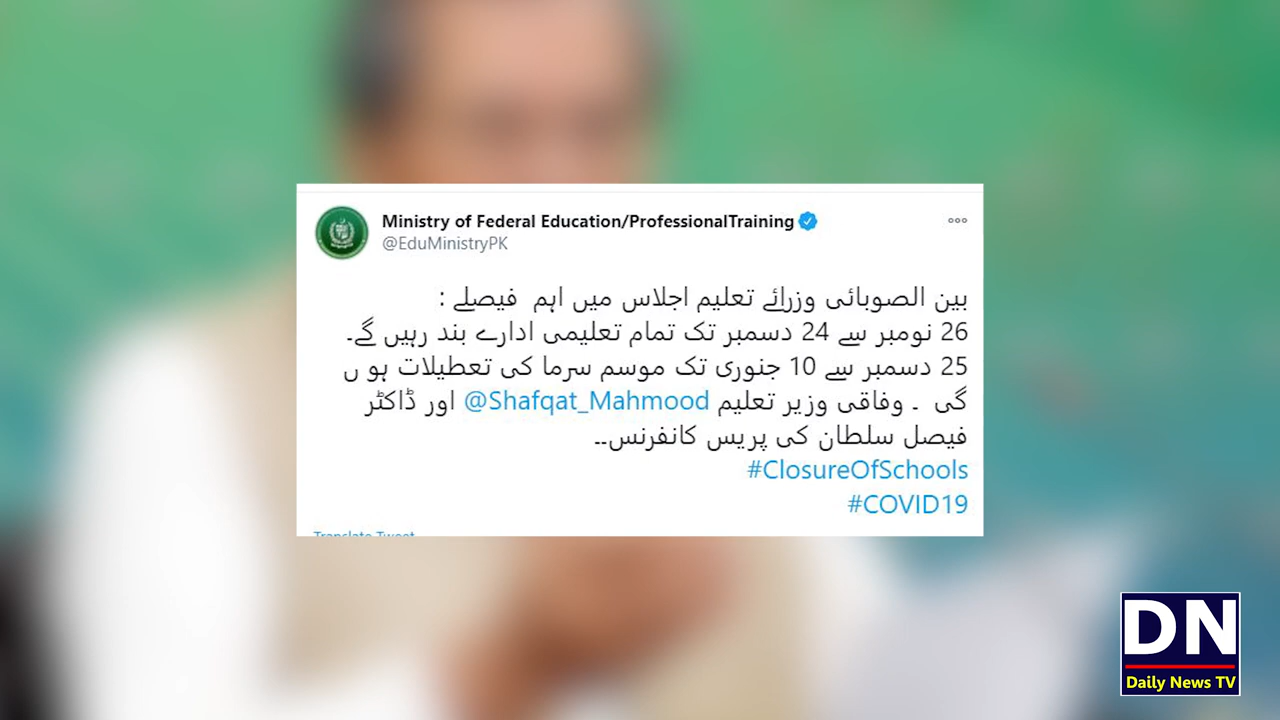 Ministry of Federal Education/ProfessionalTraining
@EduMinistryPK
بین الصوبائی وزرائے تعلیم اجلاس میں اہم فیصلے :
26 نومبر سے 24 دسمبر تک تمام تعلیمی ادارے بند رہیں گے۔
25 دسمبر سے 10 جنوری تک موسم سرما کی تعطیلات ہو ں
گی ۔ وفاقی وزیر تعلیم @Shafqat_Mahmood اور ڈاکٹر
فیصل سلطان کی پریس کانفرنس۔۔
#ClosureOfSchools
#COVID19
Translate Tweet
DN
Daily News TV